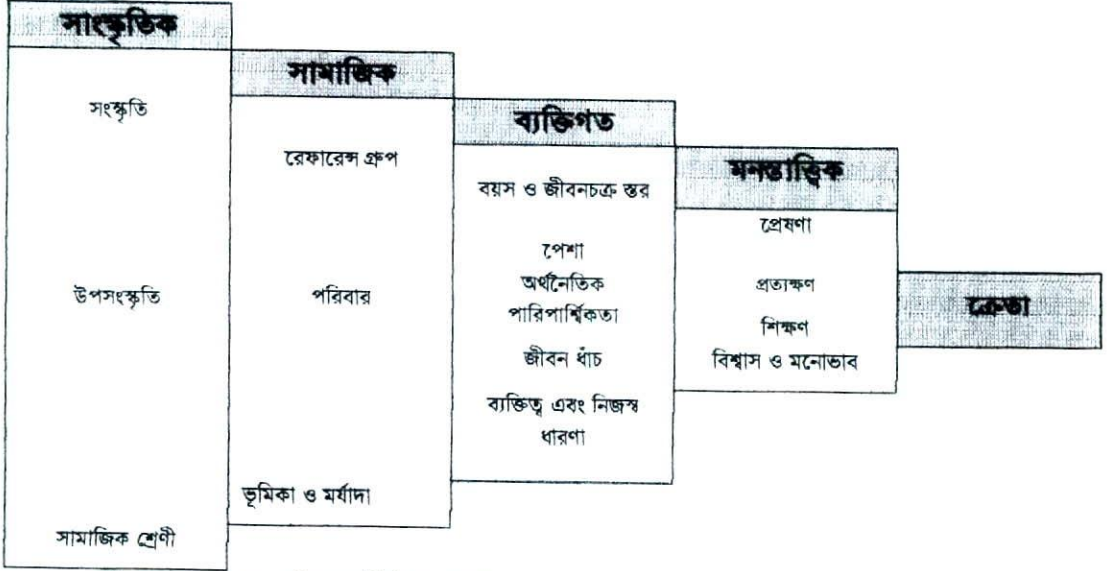 সাংস্কৃতিক
সংস্কৃতি
উপসংস্কৃতি
সামাজিক শ্রেণী
সামাজিক
রেফারেন্স গ্রুপ
পরিবার
ভূমিকা ও মর্যাদা
ব্যক্তিগত
বয়স ও জীবনচক্র স্তর
পেশা
অর্থনৈতিক
পারিপার্শ্বিকতা
জীবন ধাঁচ
ব্যক্তিত্ব এবং নিজস্ব
ধারণা
মনস্তাত্ত্বিক
প্রেষণা
প্রত্যক্ষণ
শিক্ষণ
বিশ্বাস ও মনোভাব
ক্রেতা